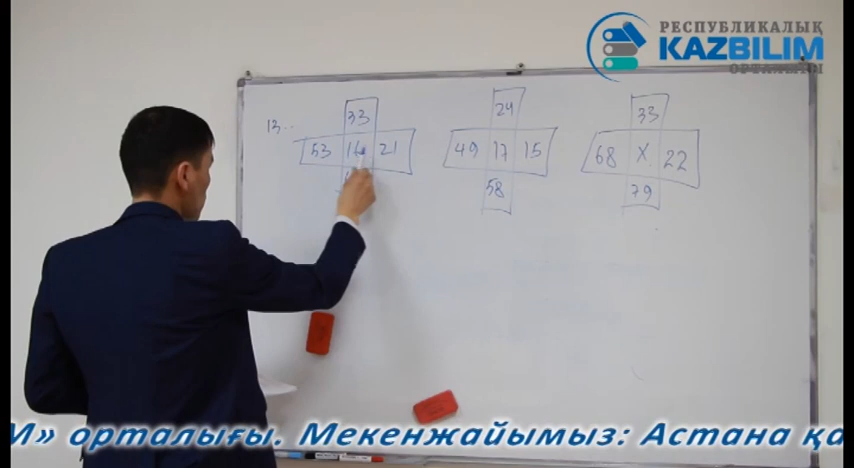 РЕСПУБЛИКАЛЫҚ
KAZBILIM
ОРТАЛЫҒЫ
13..
33
53 21
24
49 17 15
58
33
68 X 22
79
М» орталығы. Мекенжайымыз: Астана қа